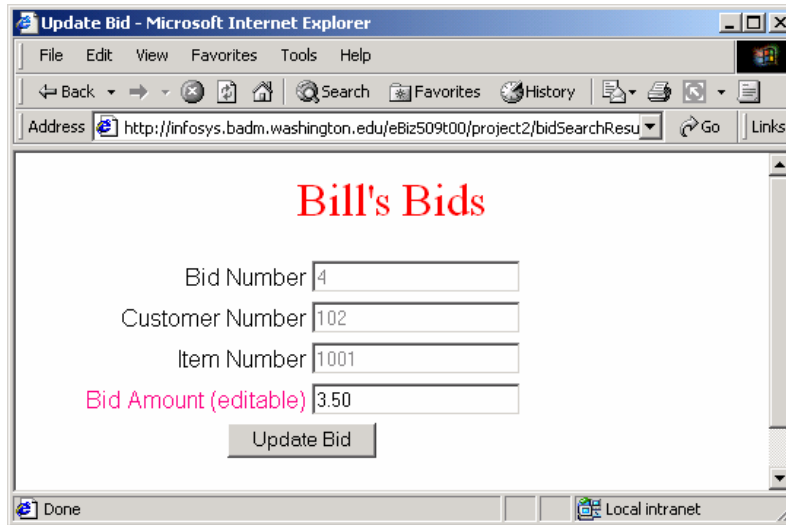 Update Bid - Microsoft Internet Explorer
File Edit View Favorites Tools Help
Back Search Favorites History
Address http://infosys.badm.washington.edu/eBiz509t00/project2/bidSearchResu Go Links
Bill's Bids
Bid Number 4
Customer Number 102
Item Number 1001
Bid Amount (editable) 3.50
Update Bid
Done Local intranet